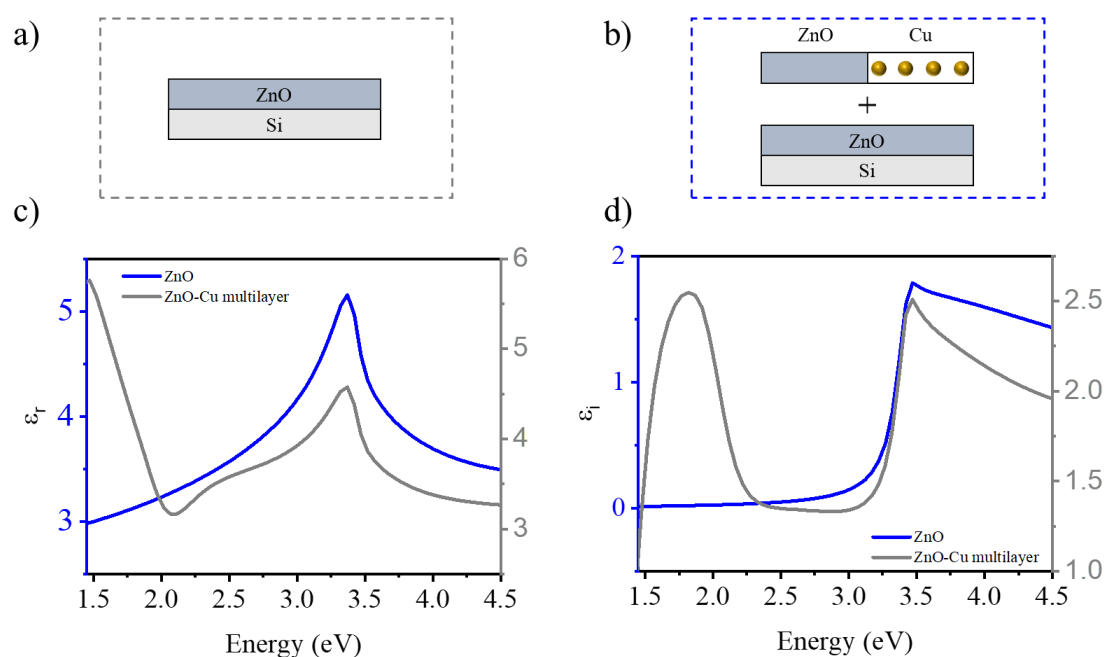 a)
ZnO
Si
b)
ZnO Cu
+
ZnO
Si
c)
ZnO
ZnO-Cu multilayer
εr
5
4
3
6
5
4
3
1.5 2.0 2.5 3.0 3.5 4.0 4.5
Energy (eV)
d)
εi
2
1
0
2.5
2.0
1.5
1.0
ZnO
ZnO-Cu multilayer
1.5 2.0 2.5 3.0 3.5 4.0 4.5
Energy (eV)